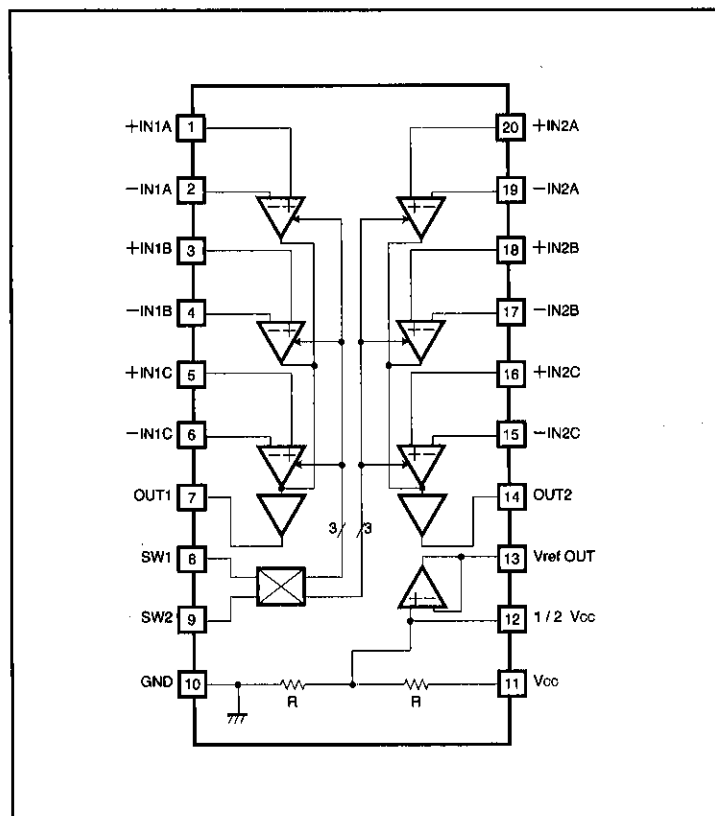 +IN1A 1 20 +IN2A
−IN1A 2 19 −IN2A
+IN1B 3 18 +IN2B
−IN1B 4 17 −IN2B
+IN1C 5 16 +IN2C
−IN1C 6 15 −IN2C
OUT1 7 14 OUT2
3 3
SW1 8 13 Vref OUT
SW2 9 12 1/2 Vcc
GND 10 11 Vcc
R R